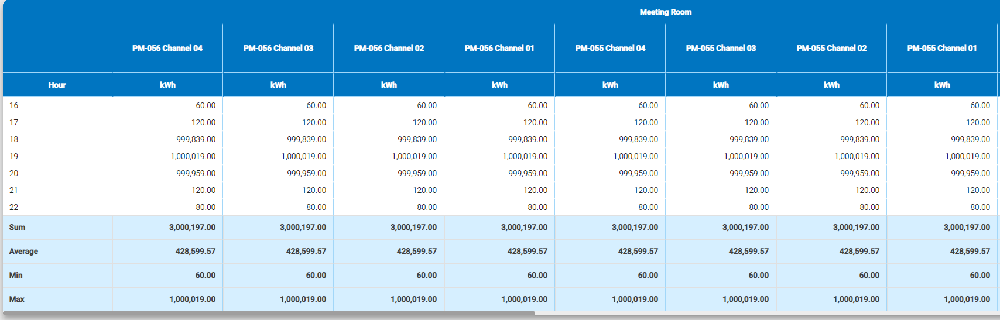 Meeting Room
PM-056 Channel 04 PM-056 Channel 03 PM-056 Channel 02 PM-056 Channel 01 PM-055 Channel 04 PM-055 Channel 03 PM-055 Channel 02 PM-055 Channel 01
Hour kWh kWh kWh kWh kWh kWh kWh kWh
16 60.00 60.00 60.00 60.00 60.00 60.00 60.00 60.00
17 120.00 120.00 120.00 120.00 120.00 120.00 120.00 120.00
18 999,839.00 999,839.00 999,839.00 999,839.00 999,839.00 999,839.00 999,839.00 999,839.00
19 1,000,019.00 1,000,019.00 1,000,019.00 1,000,019.00 1,000,019.00 1,000,019.00 1,000,019.00 1,000,019.00
20 999,959.00 999,959.00 999,959.00 999,959.00 999,959.00 999,959.00 999,959.00 999,959.00
21 120.00 120.00 120.00 120.00 120.00 120.00 120.00 120.00
22 80.00 80.00 80.00 80.00 80.00 80.00 80.00 80.00
Sum 3,000,197.00 3,000,197.00 3,000,197.00 3,000,197.00 3,000,197.00 3,000,197.00 3,000,197.00 3,000,197.00
Average 428,599.57 428,599.57 428,599.57 428,599.57 428,599.57 428,599.57 428,599.57 428,599.57
Min 60.00 60.00 60.00 60.00 60.00 60.00 60.00 60.00
Max 1,000,019.00 1,000,019.00 1,000,019.00 1,000,019.00 1,000,019.00 1,000,019.00 1,000,019.00 1,000,019.00